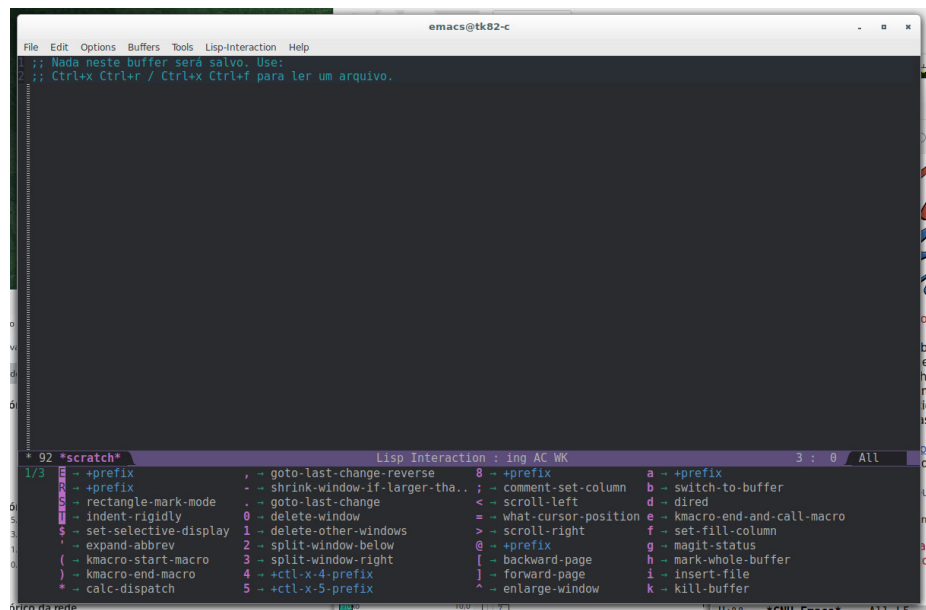 emacs@tk82-c
File Edit Options Buffers Tools Lisp-Interaction Help
1 ;; Nada neste buffer será salvo. Use:
2 ;; Ctrl+x Ctrl+r / Ctrl+x Ctrl+f para ler um arquivo.
* 92 *scratch* Lisp Interaction : ing AC WK 3 : 0 All
1/3 E → +prefix , → goto-last-change-reverse 8 → +prefix a → +prefix
R → +prefix - → shrink-window-if-larger-tha.. ; → comment-set-column b → switch-to-buffer
S → rectangle-mark-mode . → goto-last-change < → scroll-left d → dired
T → indent-rigidly 0 → delete-window = → what-cursor-position e → kmacro-end-and-call-macro
$ → set-selective-display 1 → delete-other-windows > → scroll-right f → set-fill-column
' → expand-abbrev 2 → split-window-below @ → +prefix g → magit-status
( → kmacro-start-macro 3 → split-window-right [ → backward-page h → mark-whole-buffer
) → kmacro-end-macro 4 → +ctl-x-4-prefix ] → forward-page i → insert-file
* → calc-dispatch 5 → +ctl-x-5-prefix ^ → enlarge-window k → kill-buffer